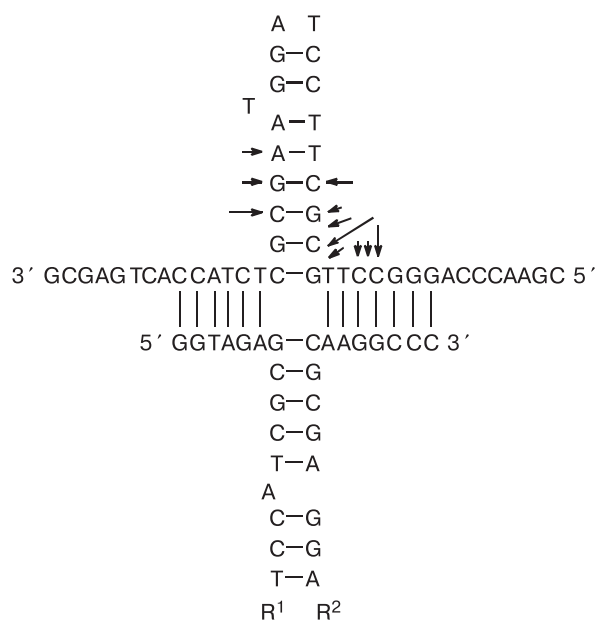 A T
G–C
G–C
T
A–T
A–T
G–C
C–G
G–C
3′ GCGAGTCACCATCTC–GTTCCGGGACCCAAGC 5′
5′ GGTAGAG–CAAGGCCC 3′
C–G
G–C
C–G
T–A
A
C–G
C–G
T–A
R¹ R²